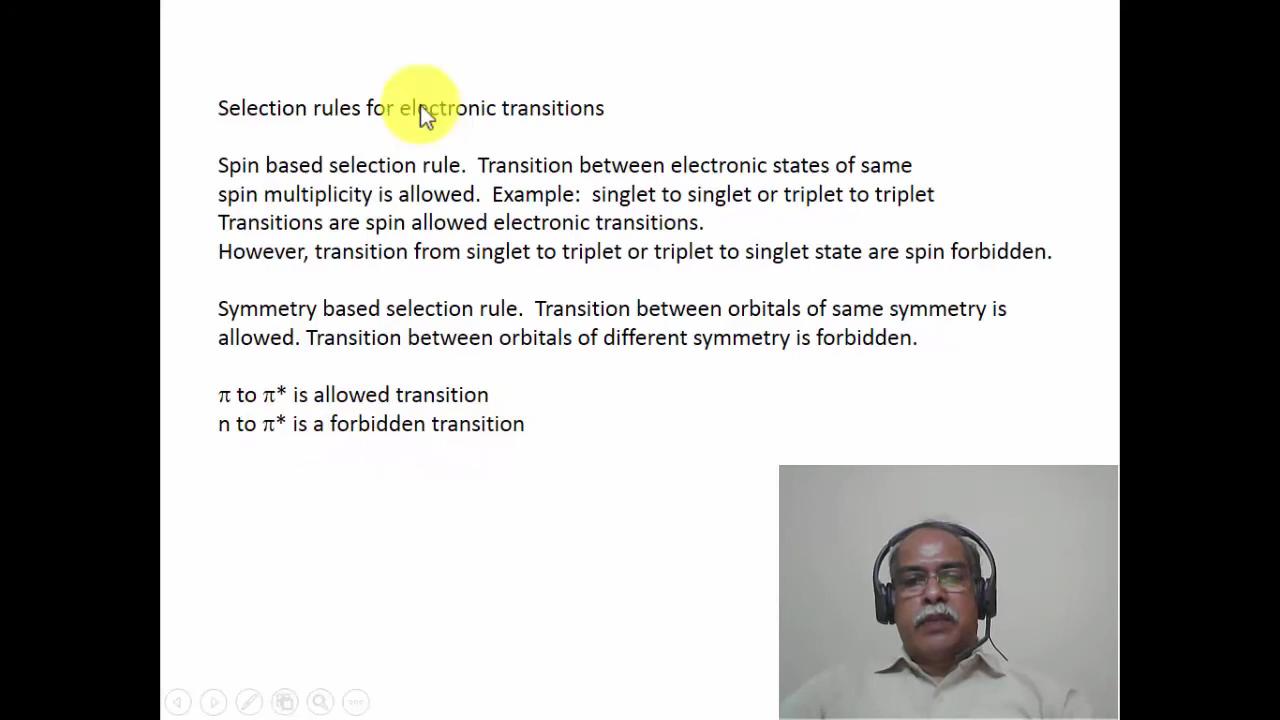 Selection rules for electronic transitions
Spin based selection rule. Transition between electronic states of same
spin multiplicity is allowed. Example: singlet to singlet or triplet to triplet
Transitions are spin allowed electronic transitions.
However, transition from singlet to triplet or triplet to singlet state are spin forbidden.
Symmetry based selection rule. Transition between orbitals of same symmetry is
allowed. Transition between orbitals of different symmetry is forbidden.
π to π* is allowed transition
n to π* is a forbidden transition